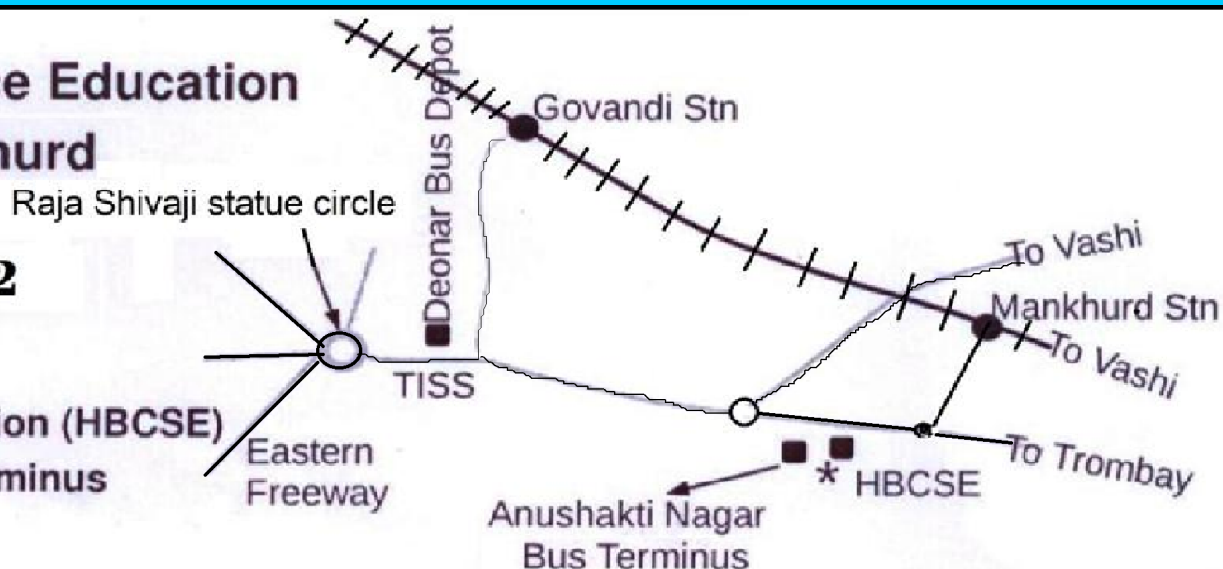 e Education
hurd
Raja Shivaji statue circle
2
ion (HBCSE)
minus
Eastern
Freeway
Deonar Bus Depot
TISS
Govandi Stn
To Vashi
Mankhurd Stn
To Vashi
To Trombay
* HBCSE
Anushakti Nagar
Bus Terminus